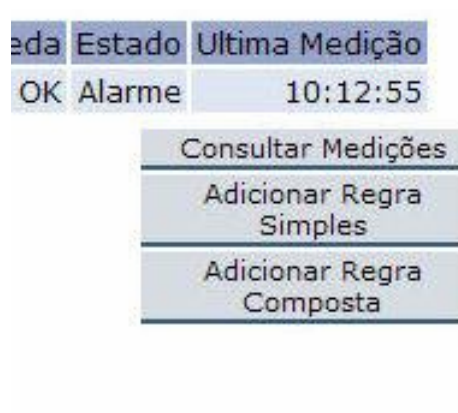 eda Estado Ultima Medição
OK Alarme 10:12:55
Consultar Medições
Adicionar Regra
Simples
Adicionar Regra
Composta